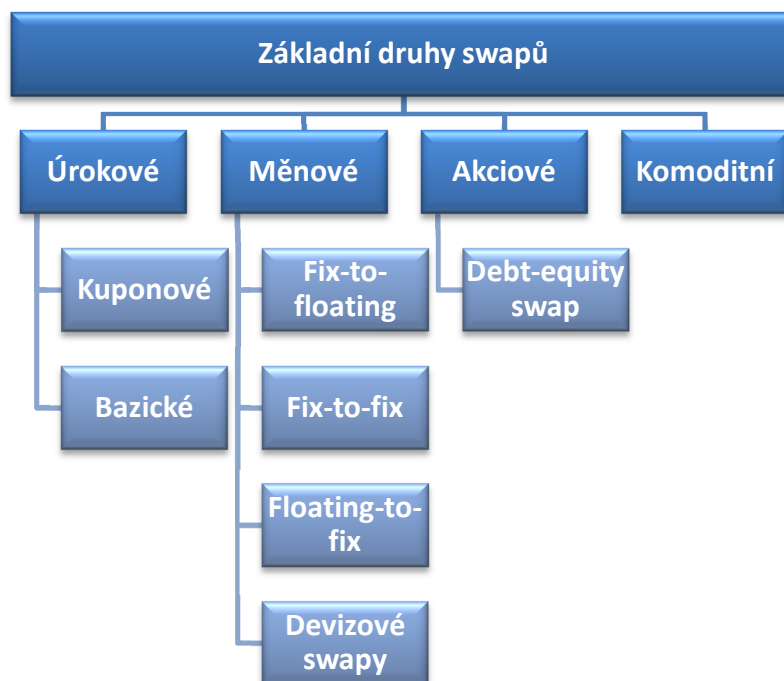 Základní druhy swapů
Úrokové
Měnové
Akciové
Komoditní
Kuponové
Bazické
Fix-to-
floating
Fix-to-fix
Floating-to-
fix
Devizové
swapy
Debt-equity
swap